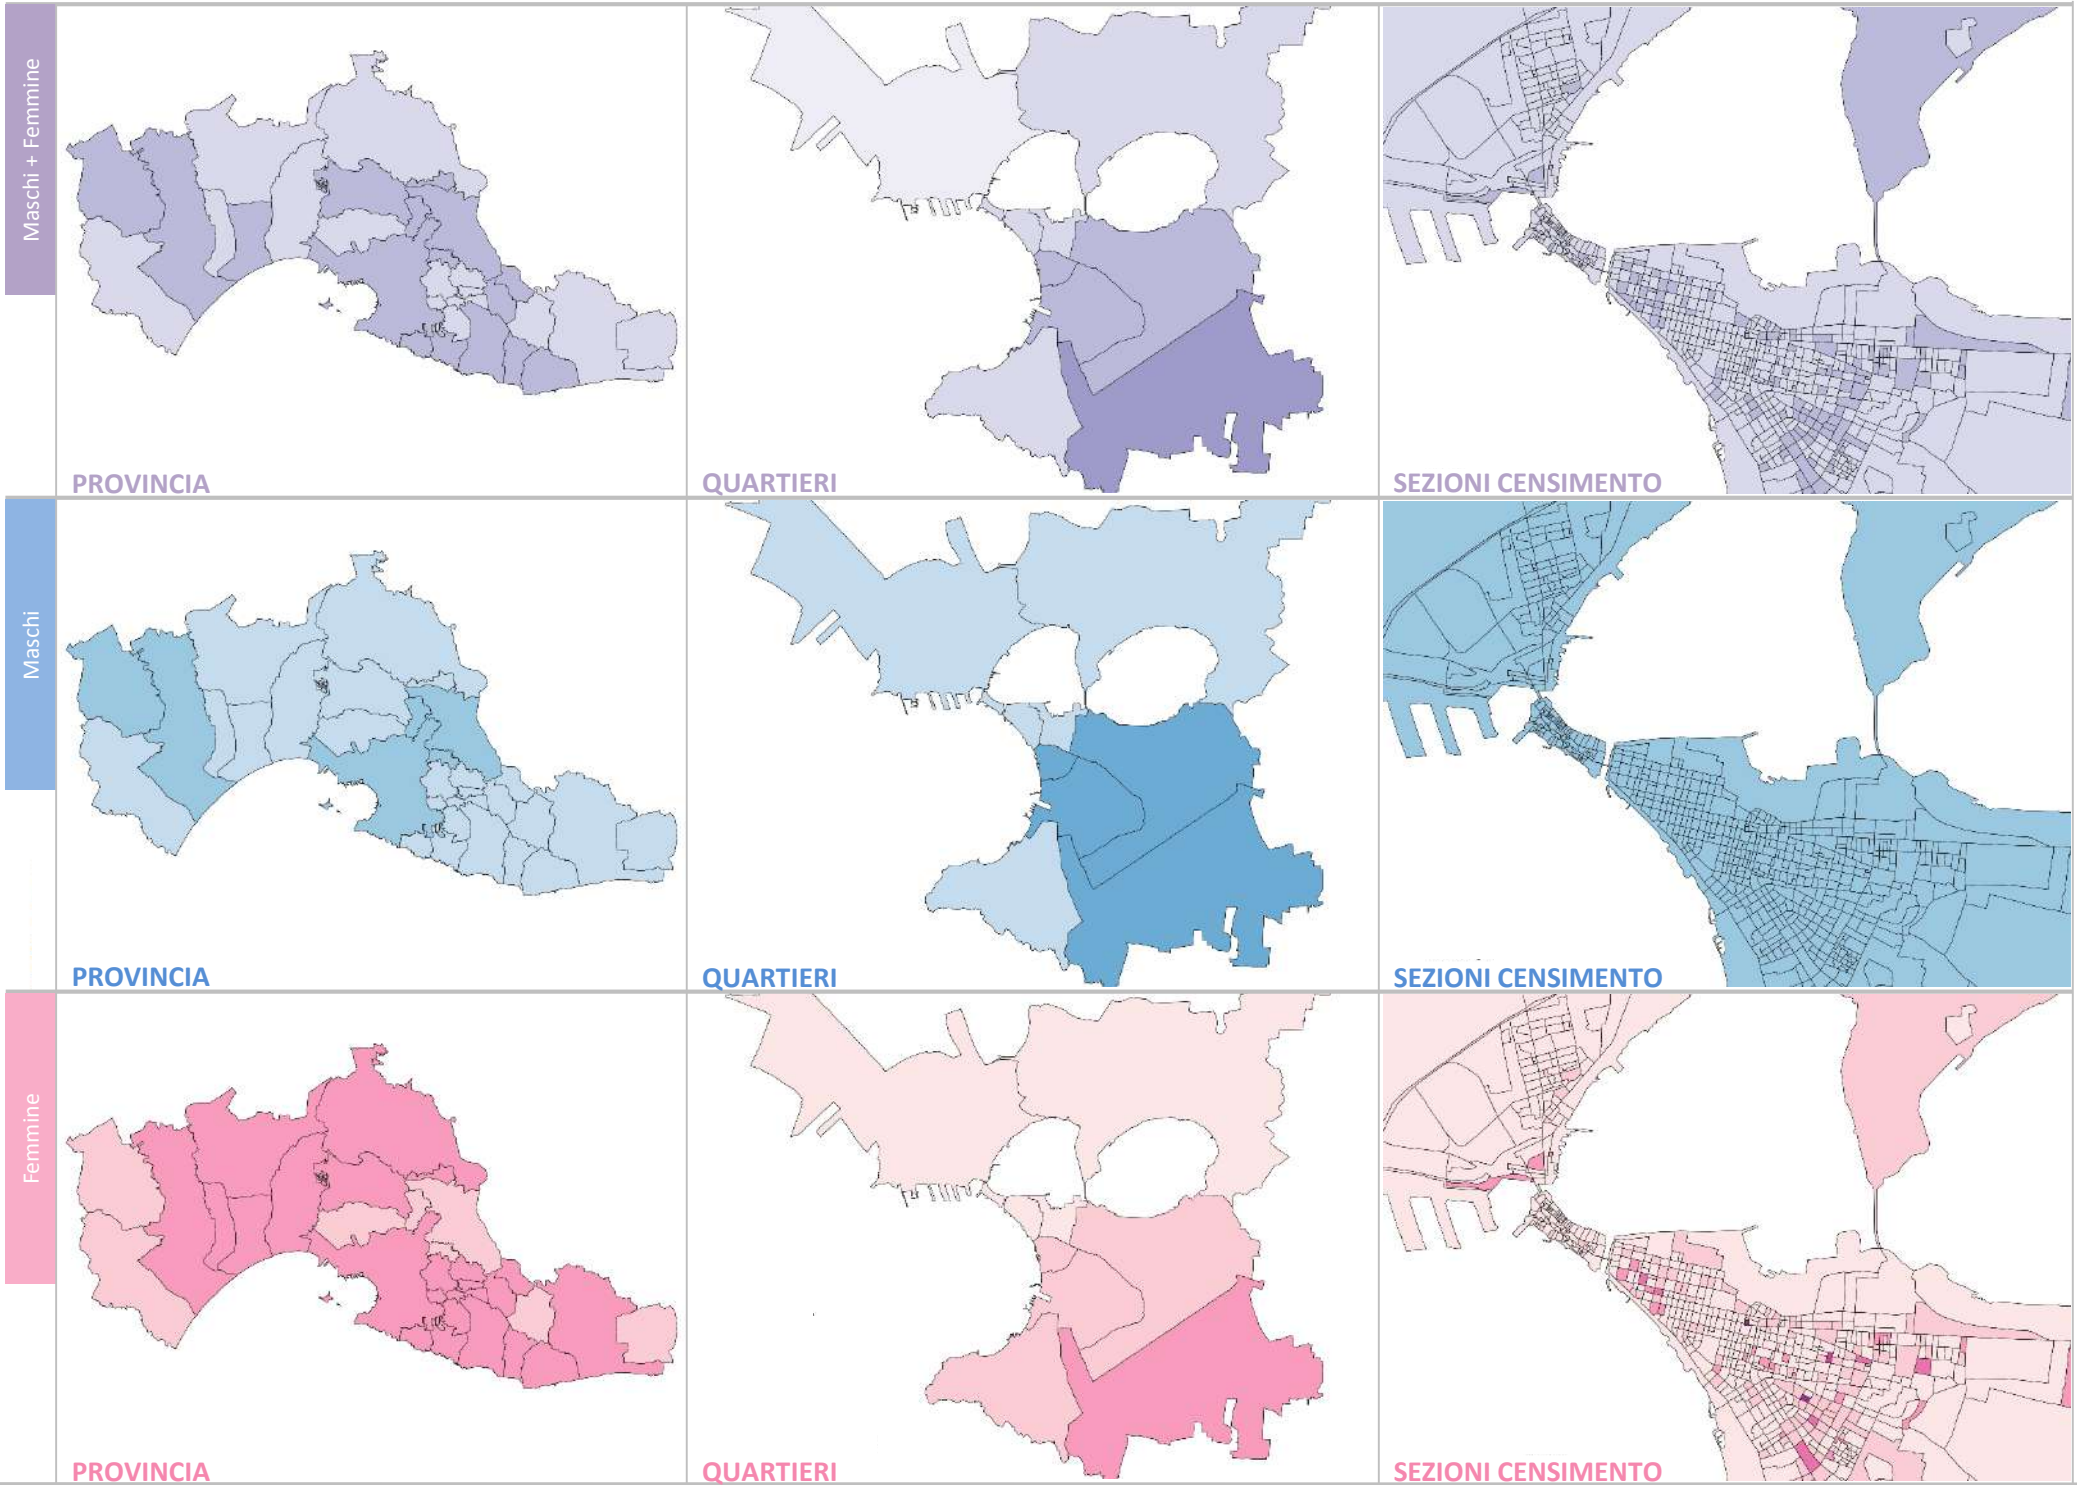 Maschi + Femmine
PROVINCIA
QUARTIERI
SEZIONI CENSIMENTO
Maschi
PROVINCIA
QUARTIERI
SEZIONI CENSIMENTO
Femmine
PROVINCIA
QUARTIERI
SEZIONI CENSIMENTO